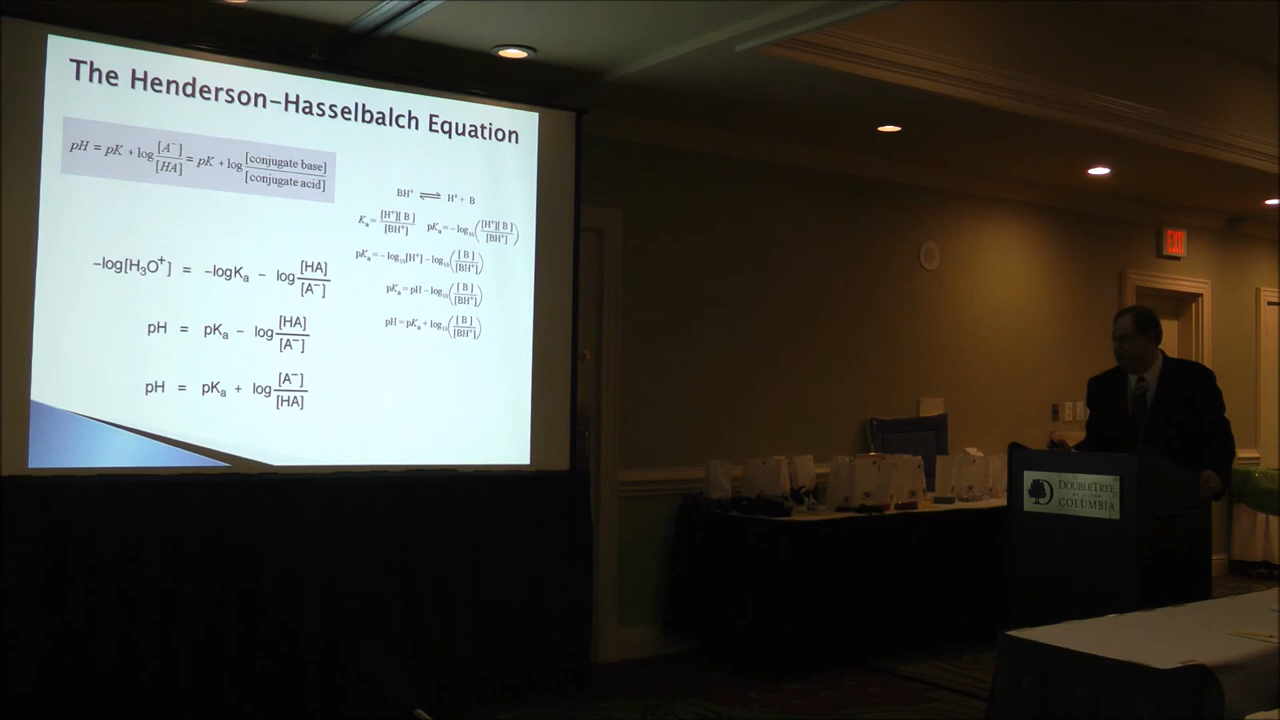 The Henderson-Hasselbalch Equation
pH = pK + log [A⁻]/[HA] = pK + log [conjugate base]/[conjugate acid]
BH⁺ ⇌ H⁺ + B
Kₐ = [H⁺][B]/[BH⁺] pKₐ = -log₁₀([H⁺][B]/[BH⁺])
pKₐ = -log₁₀[H⁺] - log₁₀([B]/[BH⁺])
pKₐ = pH - log₁₀([B]/[BH⁺])
pH = pKₐ + log₁₀([B]/[BH⁺])
-log[H₃O⁺] = -logKₐ - log [HA]/[A⁻]
pH = pKₐ - log [HA]/[A⁻]
pH = pKₐ + log [A⁻]/[HA]
EXIT
D
DOUBLETREE
COLUMBIA